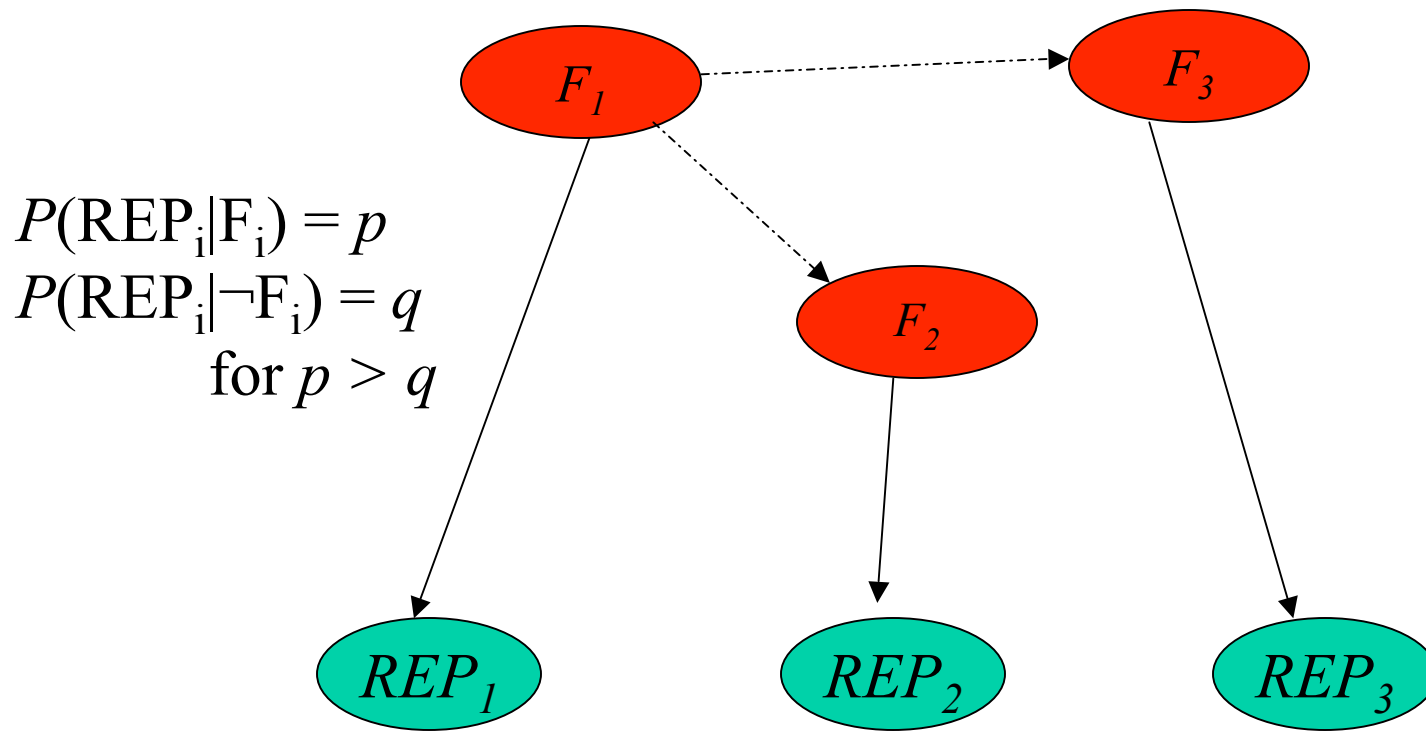 F₁
F₃
P(REPᵢ|Fᵢ) = p
P(REPᵢ|¬Fᵢ) = q
for p > q
F₂
REP₁
REP₂
REP₃